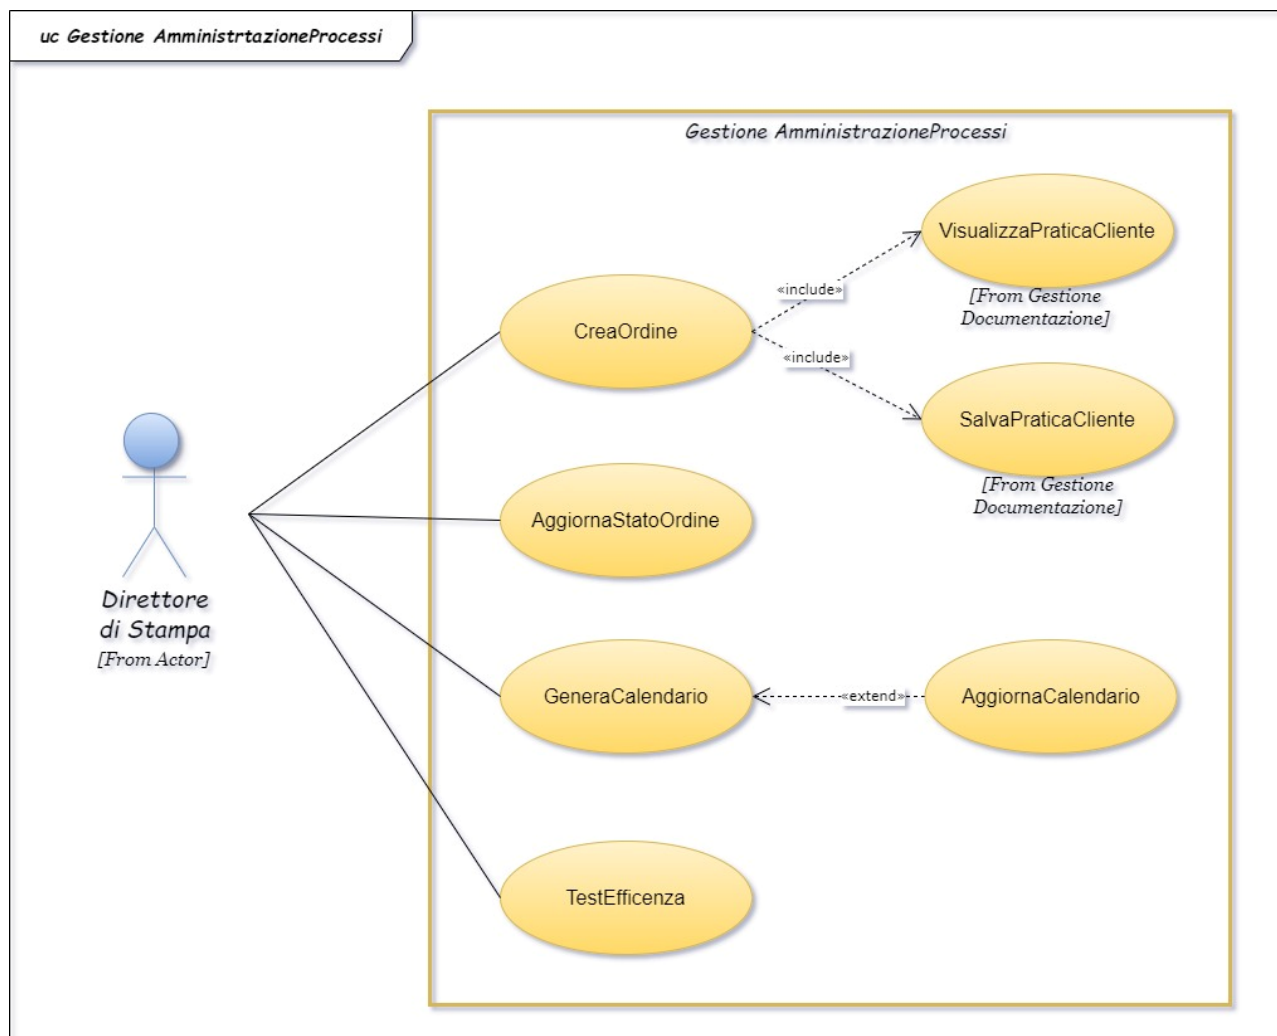 uc Gestione AmministrtazioneProcessi
Gestione AmministrazioneProcessi
VisualizzaPraticaCliente
[From Gestione
Documentazione]
«include»
CreaOrdine
«include»
SalvaPraticaCliente
[From Gestione
Documentazione]
AggiornaStatoOrdine
Direttore
di Stampa
[From Actor]
GeneraCalendario
«extend»
AggiornaCalendario
TestEfficenza